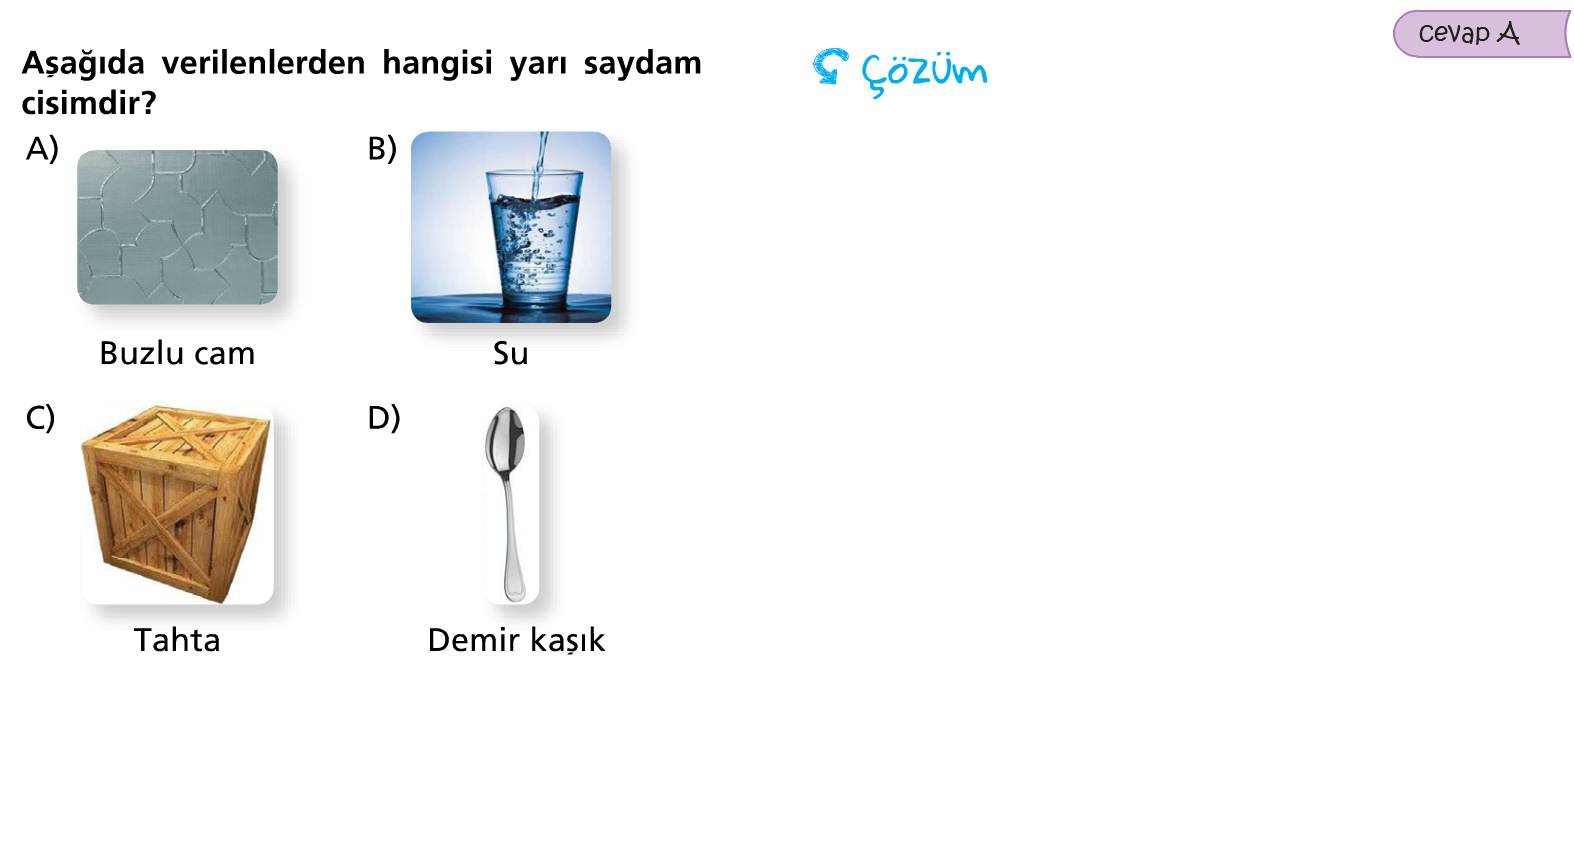 Aşağıda verilenlerden hangisi yarı saydam
cisimdir?
A)
B)
Buzlu cam
Su
C)
D)
Tahta
Demir kaşık
Çözüm
Cevap A